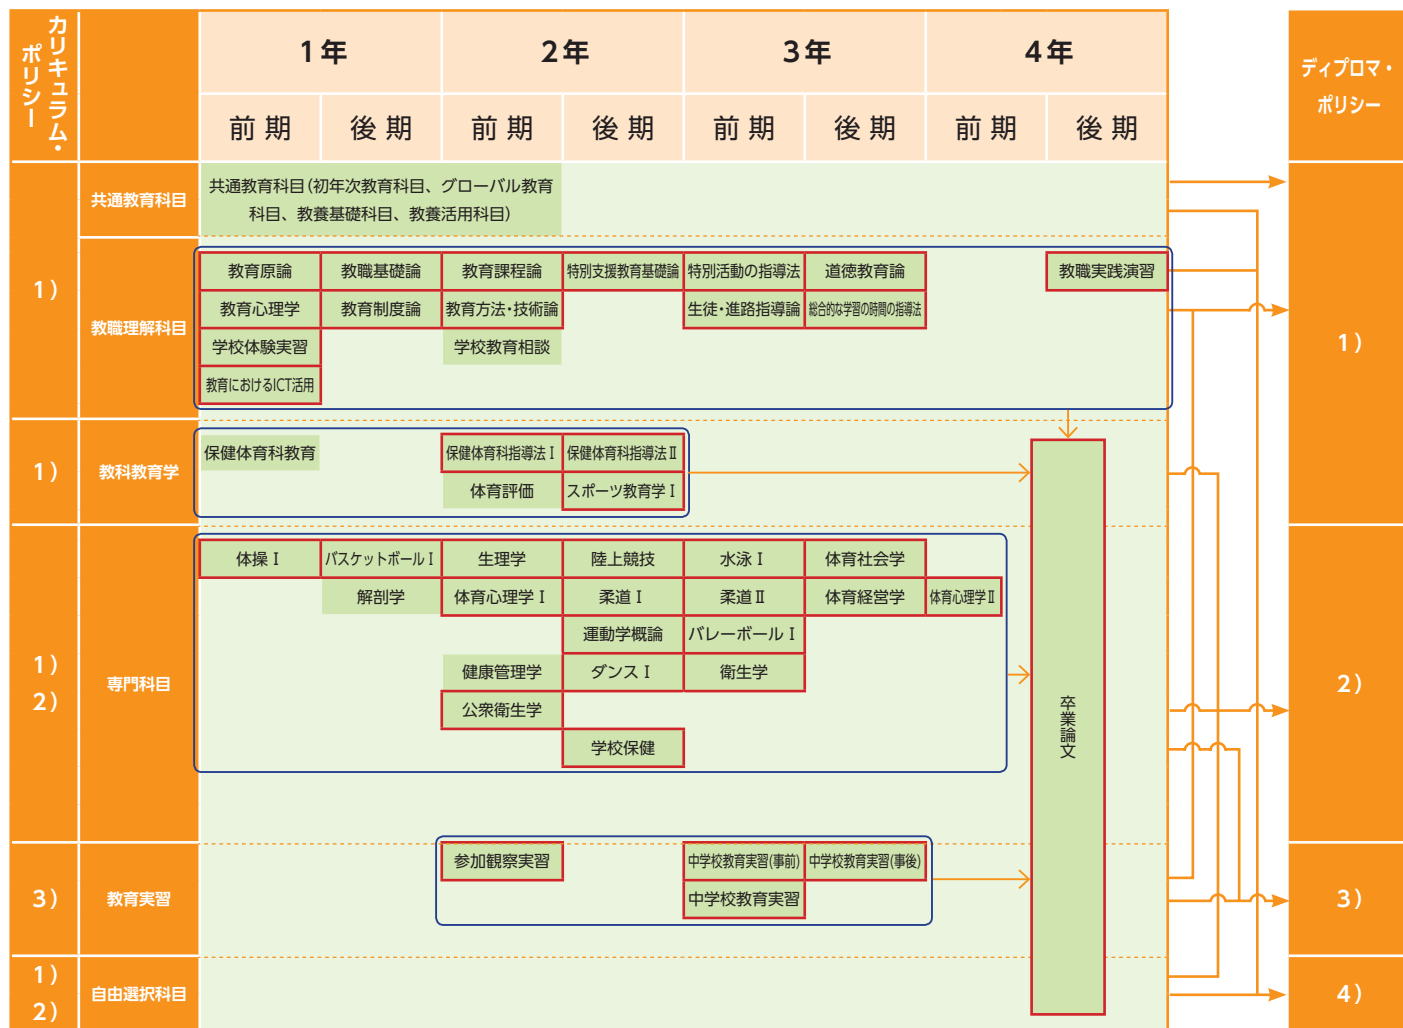 カリキュラム・
ポリシー
1年
2年
3年
4年
ディプロマ・
ポリシー
前期
後期
前期
後期
前期
後期
前期
後期
1）
共通教育科目
共通教育科目(初年次教育科目、グローバル教育
科目、教養基礎科目、教養活用科目)
教職理解科目
教育原論
教職基礎論
教育課程論
特別支援教育基礎論
特別活動の指導法
道徳教育論
教職実践演習
教育心理学
教育制度論
教育方法・技術論
生徒・進路指導論
総合的な学習の時間の指導法
学校体験実習
学校教育相談
教育におけるICT活用
1）
1）
教科教育学
保健体育科教育
保健体育科指導法Ⅰ
保健体育科指導法Ⅱ
体育評価
スポーツ教育学Ⅰ
1）
2）
専門科目
体操Ⅰ
バスケットボールⅠ
生理学
陸上競技
水泳Ⅰ
体育社会学
解剖学
体育心理学Ⅰ
柔道Ⅰ
柔道Ⅱ
体育経営学
体育心理学Ⅱ
運動学概論
バレーボールⅠ
健康管理学
ダンスⅠ
衛生学
公衆衛生学
学校保健
卒業論文
2）
3）
教育実習
参加観察実習
中学校教育実習(事前)
中学校教育実習(事後)
中学校教育実習
3）
1）
2）
自由選択科目
4）